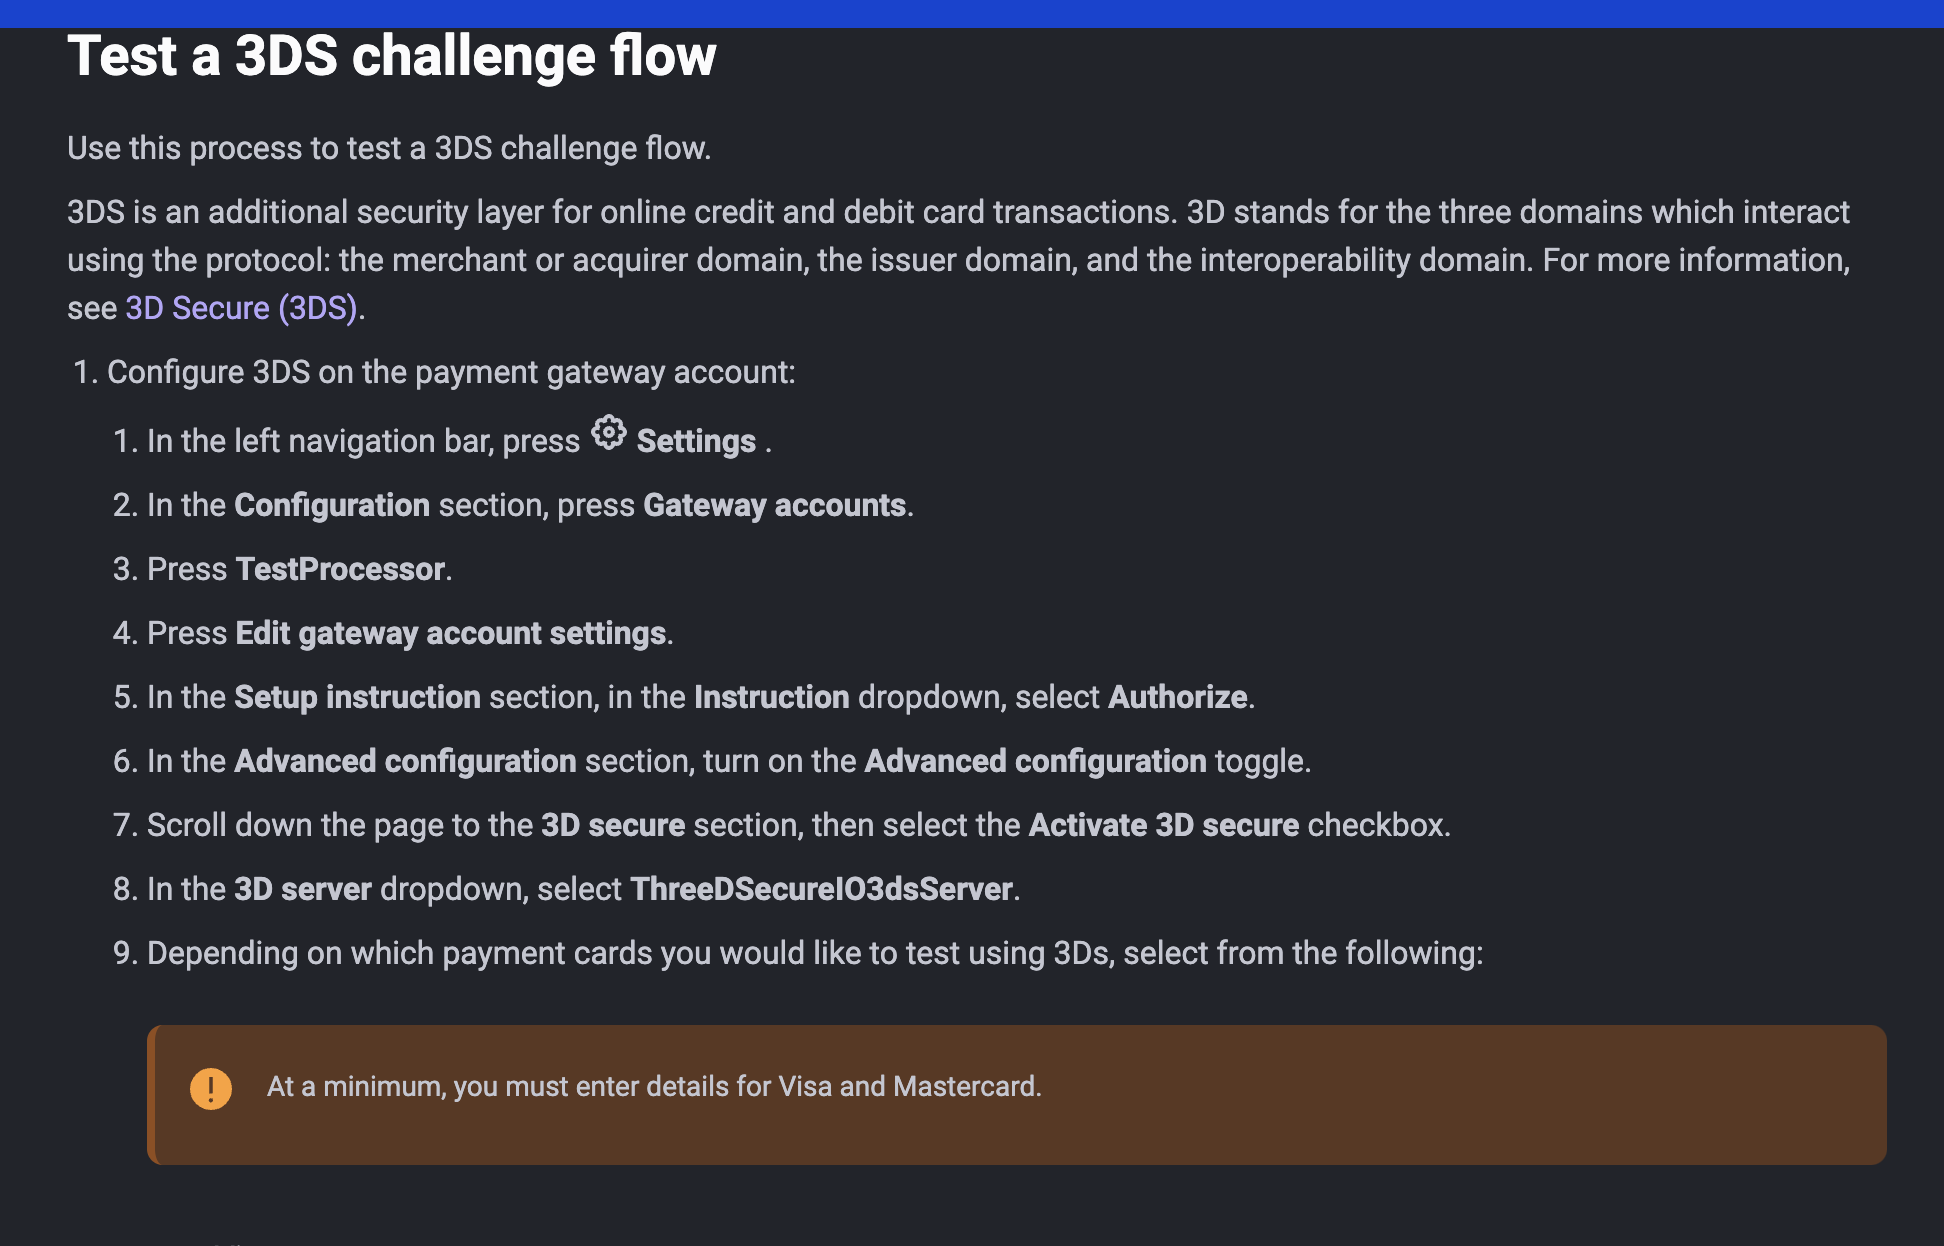 Test a 3DS challenge flow
Use this process to test a 3DS challenge flow.
3DS is an additional security layer for online credit and debit card transactions. 3D stands for the three domains which interact
using the protocol: the merchant or acquirer domain, the issuer domain, and the interoperability domain. For more information,
see 3D Secure (3DS).
1. Configure 3DS on the payment gateway account:
1. In the left navigation bar, press Settings .
2. In the Configuration section, press Gateway accounts.
3. Press TestProcessor.
4. Press Edit gateway account settings.
5. In the Setup instruction section, in the Instruction dropdown, select Authorize.
6. In the Advanced configuration section, turn on the Advanced configuration toggle.
7. Scroll down the page to the 3D secure section, then select the Activate 3D secure checkbox.
8. In the 3D server dropdown, select ThreeDSecureIO3dsServer.
9. Depending on which payment cards you would like to test using 3Ds, select from the following:
At a minimum, you must enter details for Visa and Mastercard.